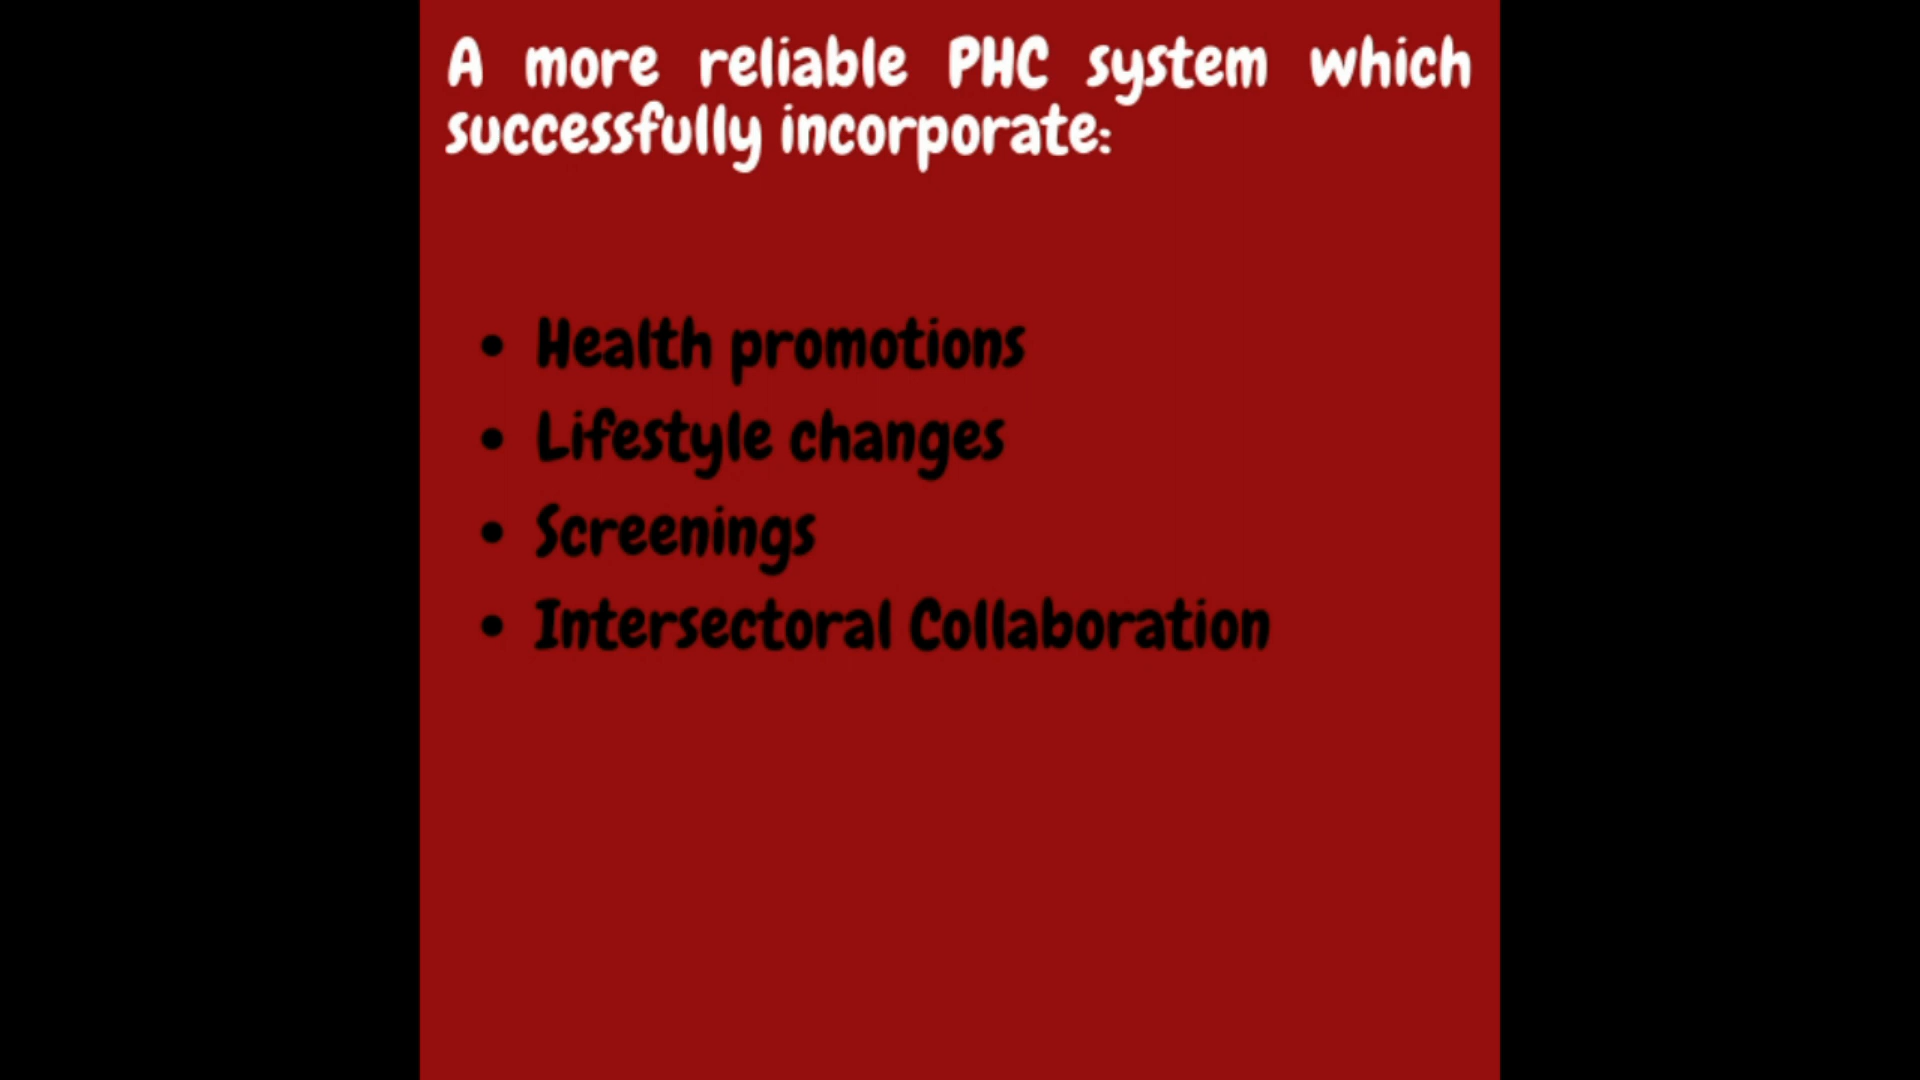 A more reliable PHC system which
successfully incorporate:
• Health promotions
• Lifestyle changes
• Screenings
• Intersectoral Collaboration